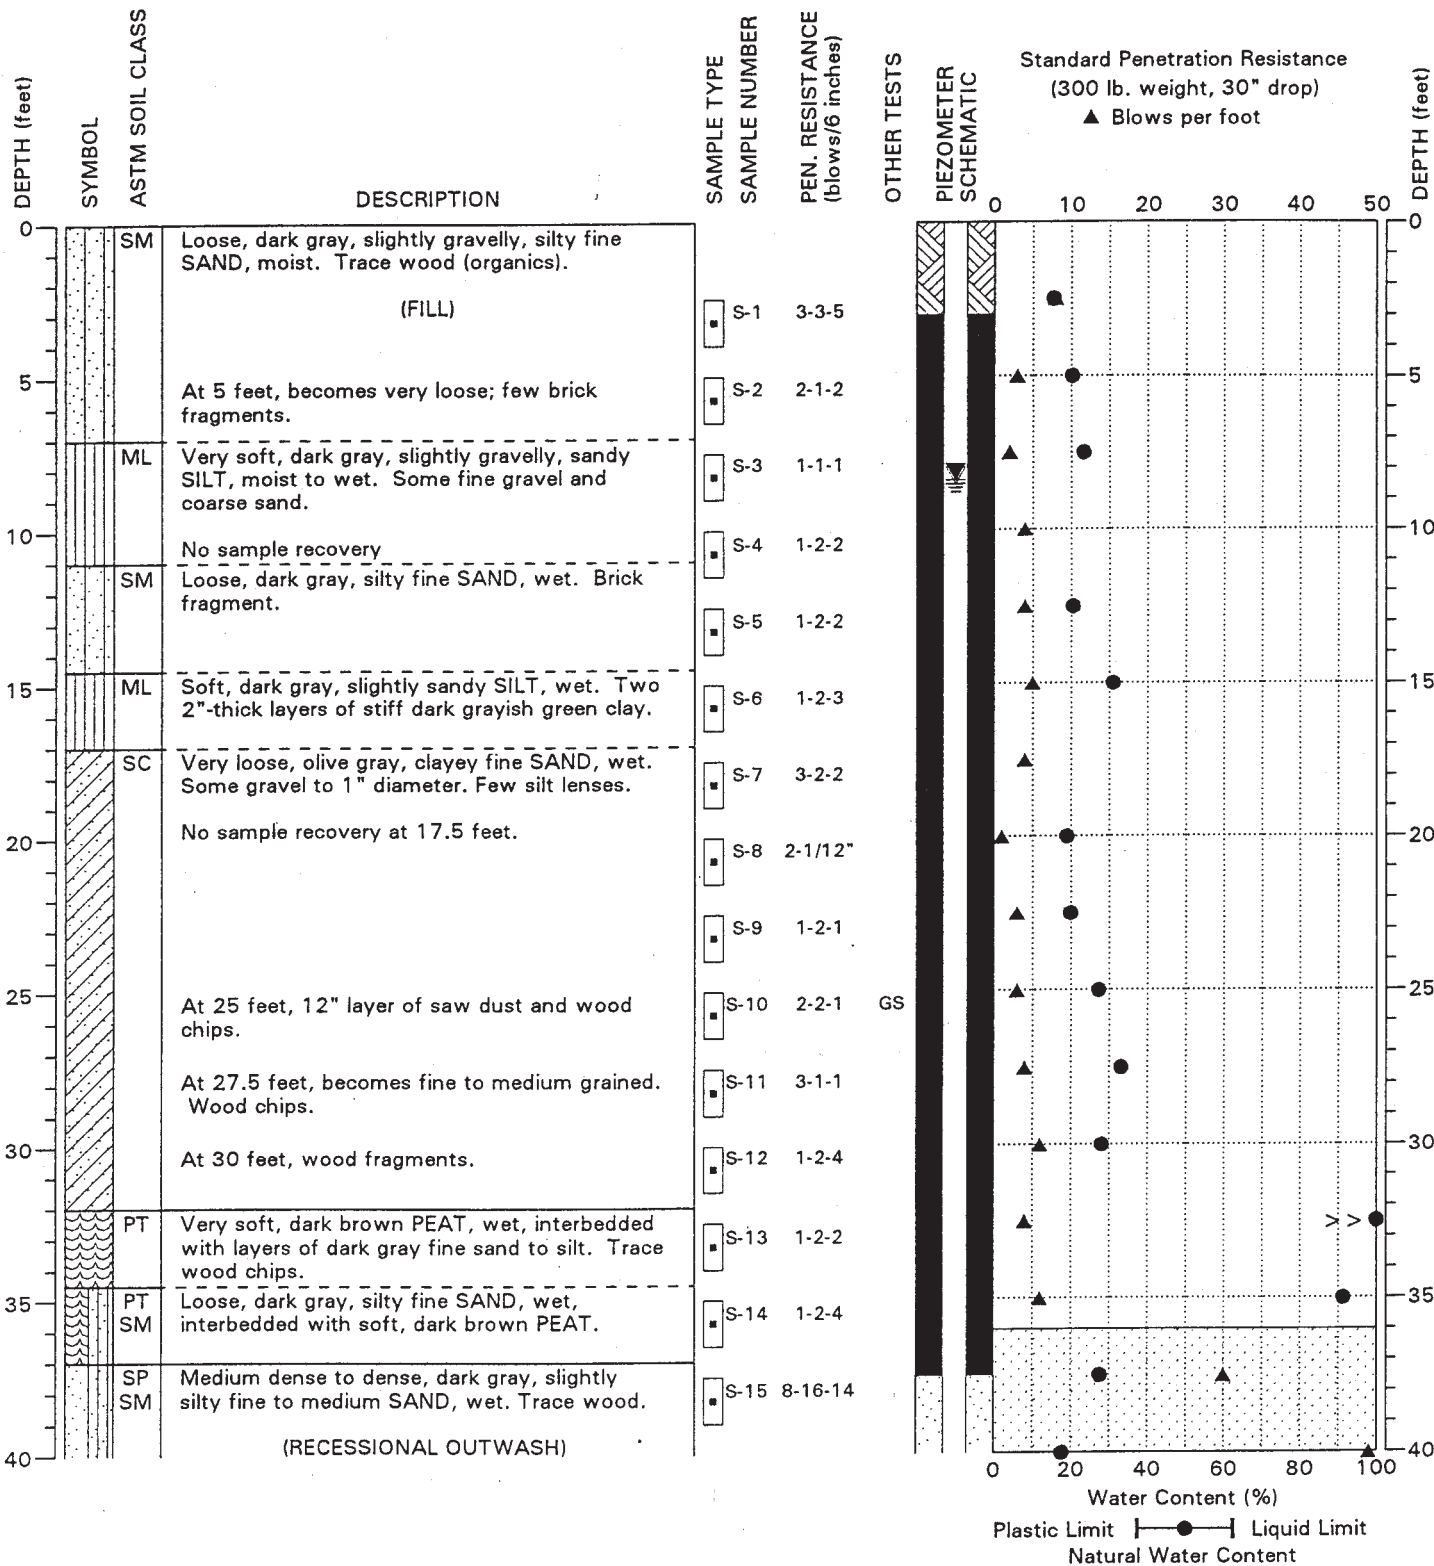 DEPTH (feet)
SYMBOL
ASTM SOIL CLASS
DESCRIPTION
SAMPLE TYPE
SAMPLE NUMBER
PEN. RESISTANCE
(blows/6 inches)
OTHER TESTS
PIEZOMETER
SCHEMATIC
Standard Penetration Resistance
(300 lb. weight, 30" drop)
▲ Blows per foot
DEPTH (feet)
0 10 20 30 40 50
0
SM Loose, dark gray, slightly gravelly, silty fine
SAND, moist. Trace wood (organics).
(FILL)
S-1 3-3-5
5
At 5 feet, becomes very loose; few brick
fragments.
S-2 2-1-2
5
ML Very soft, dark gray, slightly gravelly, sandy
SILT, moist to wet. Some fine gravel and
coarse sand.
S-3 1-1-1
10
No sample recovery
S-4 1-2-2
10
SM Loose, dark gray, silty fine SAND, wet. Brick
fragment.
S-5 1-2-2
15
ML Soft, dark gray, slightly sandy SILT, wet. Two
2"-thick layers of stiff dark grayish green clay.
S-6 1-2-3
15
SC Very loose, olive gray, clayey fine SAND, wet.
Some gravel to 1" diameter. Few silt lenses.
S-7 3-2-2
No sample recovery at 17.5 feet.
20
S-8 2-1/12"
20
S-9 1-2-1
25
At 25 feet, 12" layer of saw dust and wood
chips.
S-10 2-2-1 GS
25
At 27.5 feet, becomes fine to medium grained.
Wood chips.
S-11 3-1-1
30
At 30 feet, wood fragments.
S-12 1-2-4
30
PT Very soft, dark brown PEAT, wet, interbedded
with layers of dark gray fine sand to silt. Trace
wood chips.
S-13 1-2-2
> >
35
PT Loose, dark gray, silty fine SAND, wet,
SM interbedded with soft, dark brown PEAT.
S-14 1-2-4
35
SP Medium dense to dense, dark gray, slightly
SM silty fine to medium SAND, wet. Trace wood.
S-15 8-16-14
(RECESSIONAL OUTWASH)
40
40
0 20 40 60 80 100
Water Content (%)
Plastic Limit Liquid Limit
Natural Water Content
0